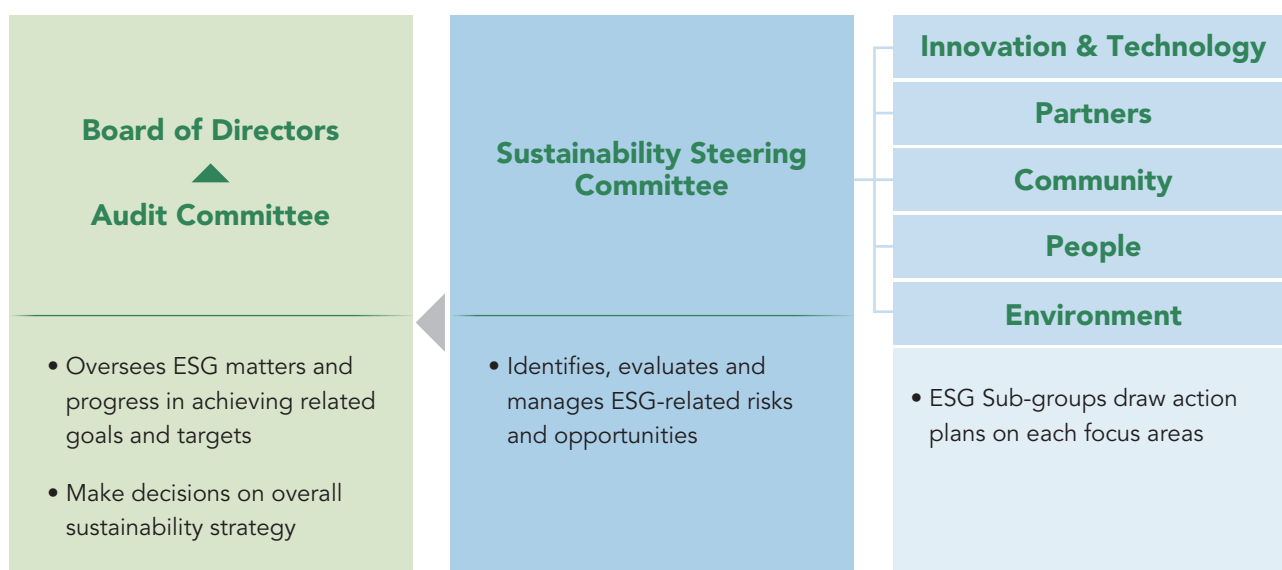 Board of Directors
Audit Committee
• Oversees ESG matters and
progress in achieving related
goals and targets
• Make decisions on overall
sustainability strategy
Sustainability Steering
Committee
• Identifies, evaluates and
manages ESG-related risks
and opportunities
Innovation & Technology
Partners
Community
People
Environment
• ESG Sub-groups draw action
plans on each focus areas